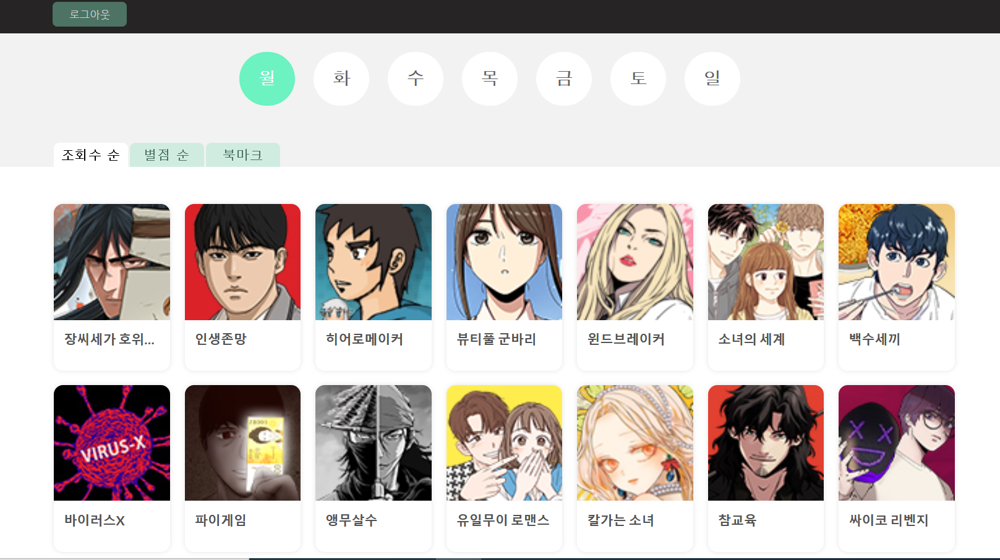 로그아웃
월 화 수 목 금 토 일
조회수 순 별점 순 북마크
장씨세가 호위... 인생존망 히어로메이커 뷰티풀 군바리 윈드브레이커 소녀의 세계 백수세끼
VIRUS-X
바이러스X 파이게임 앵무살수 유일무이 로맨스 칼가는 소녀 참교육 싸이코 리벤지